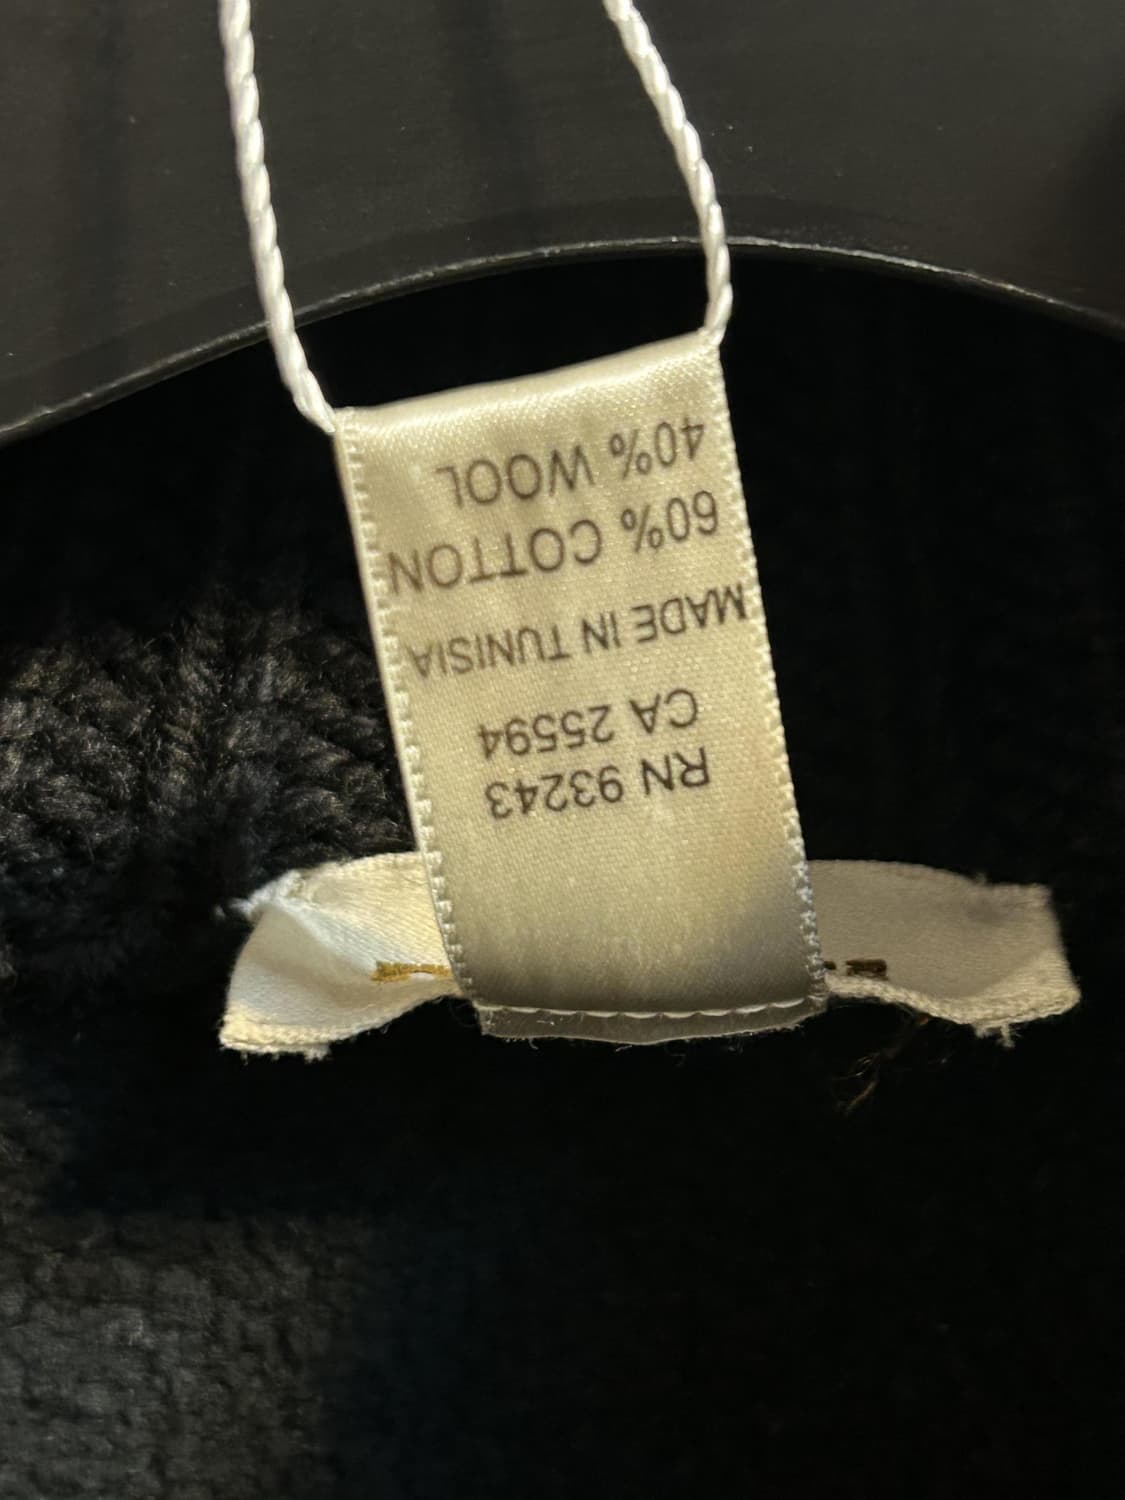 RN 93243
CA 25594
MADE IN TUNISIA
60% COTTON
40% WOOL